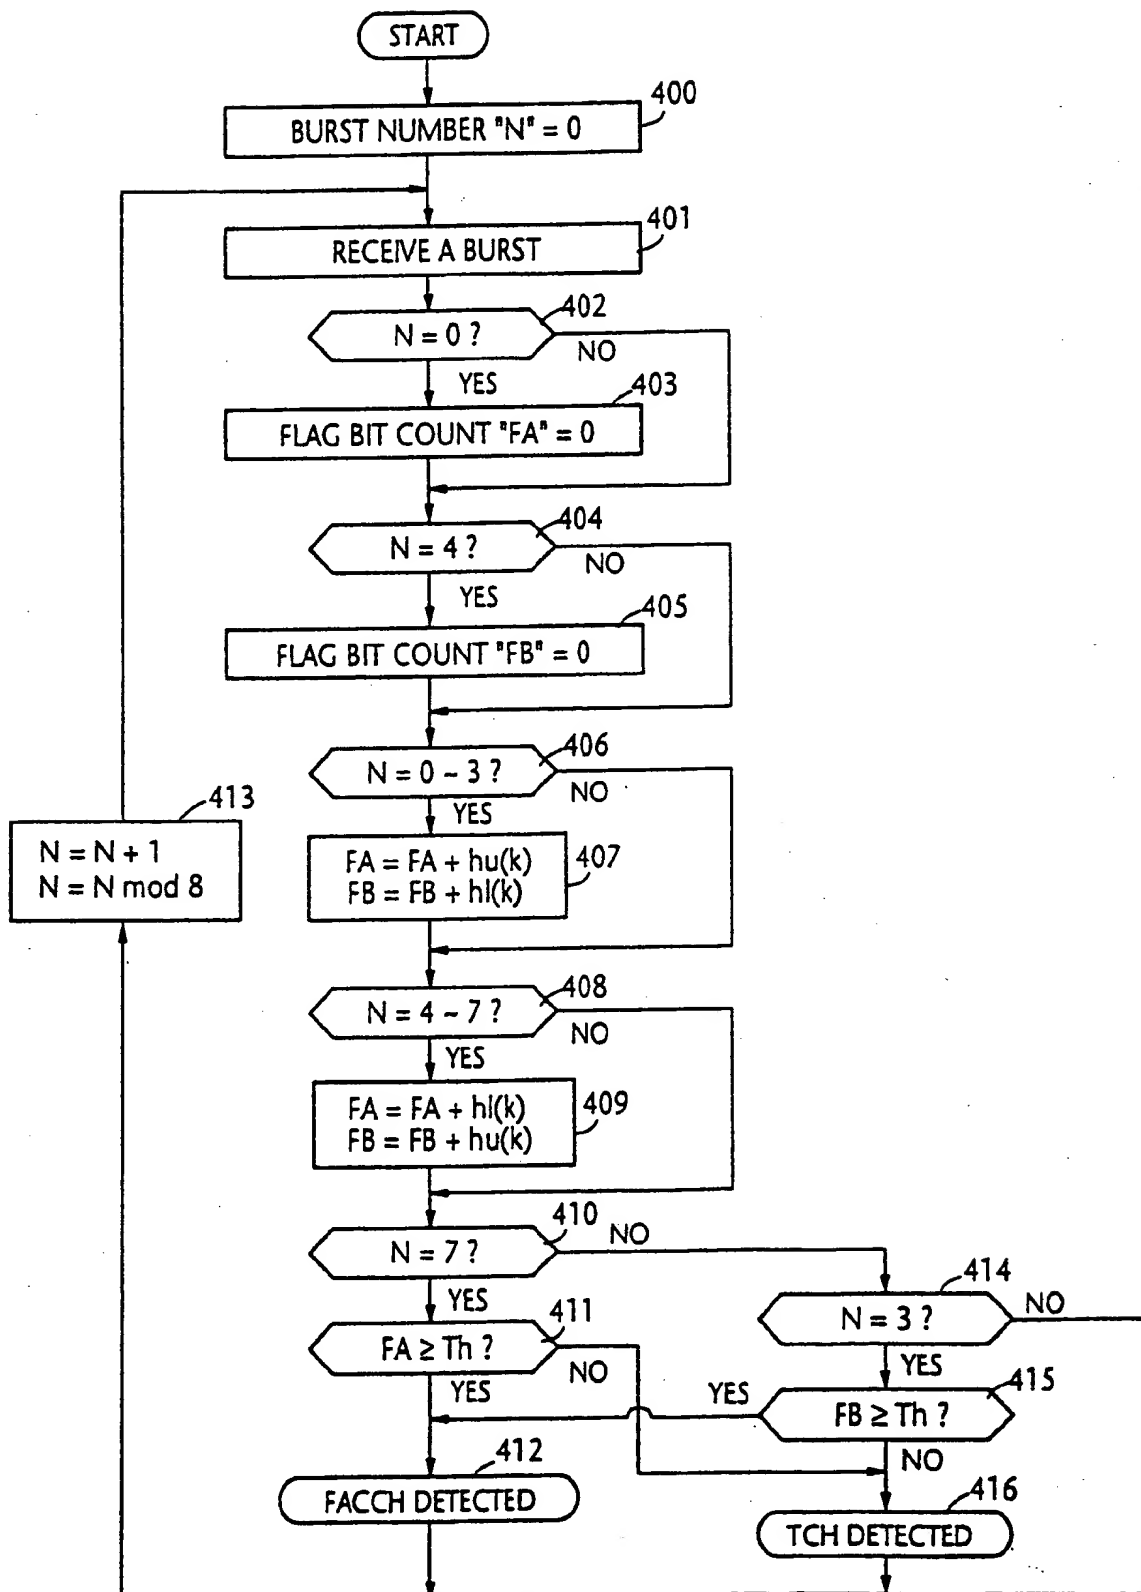 START
400
BURST NUMBER "N" = 0
401
RECEIVE A BURST
402
N = 0 ?
NO
YES
403
FLAG BIT COUNT "FA" = 0
404
N = 4 ?
NO
YES
405
FLAG BIT COUNT "FB" = 0
406
N = 0 ~ 3 ?
NO
YES
413
N = N + 1
N = N mod 8
FA = FA + hu(k)
FB = FB + hl(k)
407
408
N = 4 ~ 7 ?
NO
YES
FA = FA + hl(k)
FB = FB + hu(k)
409
410
N = 7 ?
NO
YES
414
N = 3 ?
NO
YES
411
FA ≥ Th ?
NO
YES
415
FB ≥ Th ?
YES
NO
412
FACCH DETECTED
416
TCH DETECTED